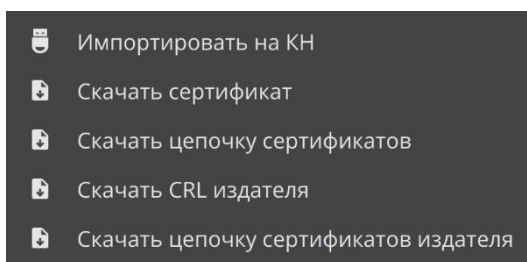 Импортировать на КН
Скачать сертификат
Скачать цепочку сертификатов
Скачать CRL издателя
Скачать цепочку сертификатов издателя